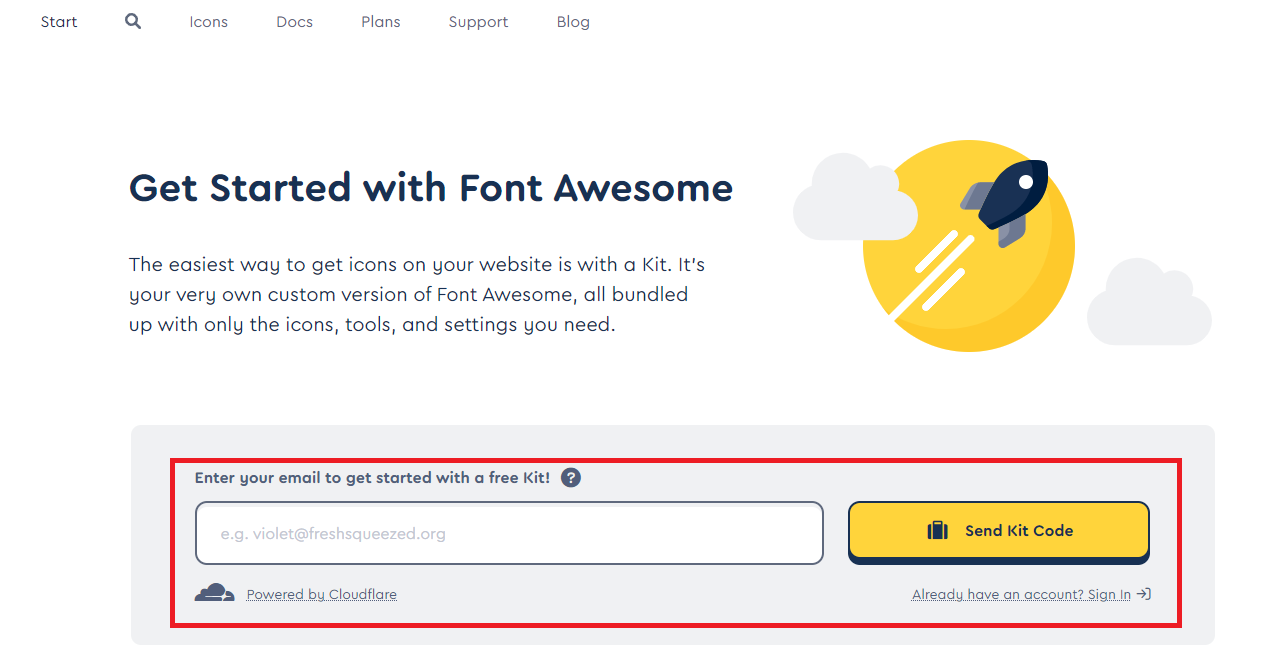 Start Icons Docs Plans Support Blog
Get Started with Font Awesome
The easiest way to get icons on your website is with a Kit. It's
your very own custom version of Font Awesome, all bundled
up with only the icons, tools, and settings you need.
Enter your email to get started with a free Kit! ?
e.g. violet@freshsqueezed.org
Send Kit Code
Powered by Cloudflare
Already have an account? Sign In